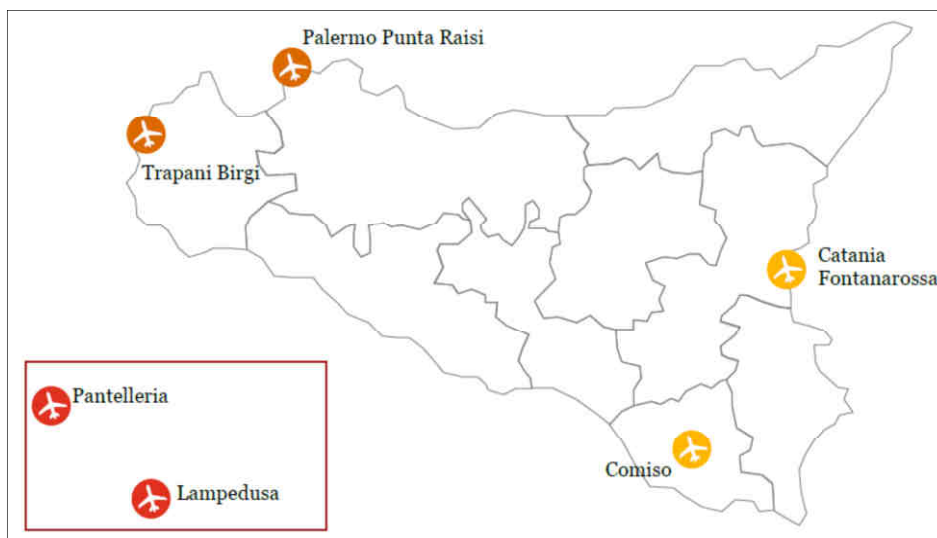 Palermo Punta Raisi
Trapani Birgi
Catania
Fontanarossa
Pantelleria
Lampedusa
Comiso